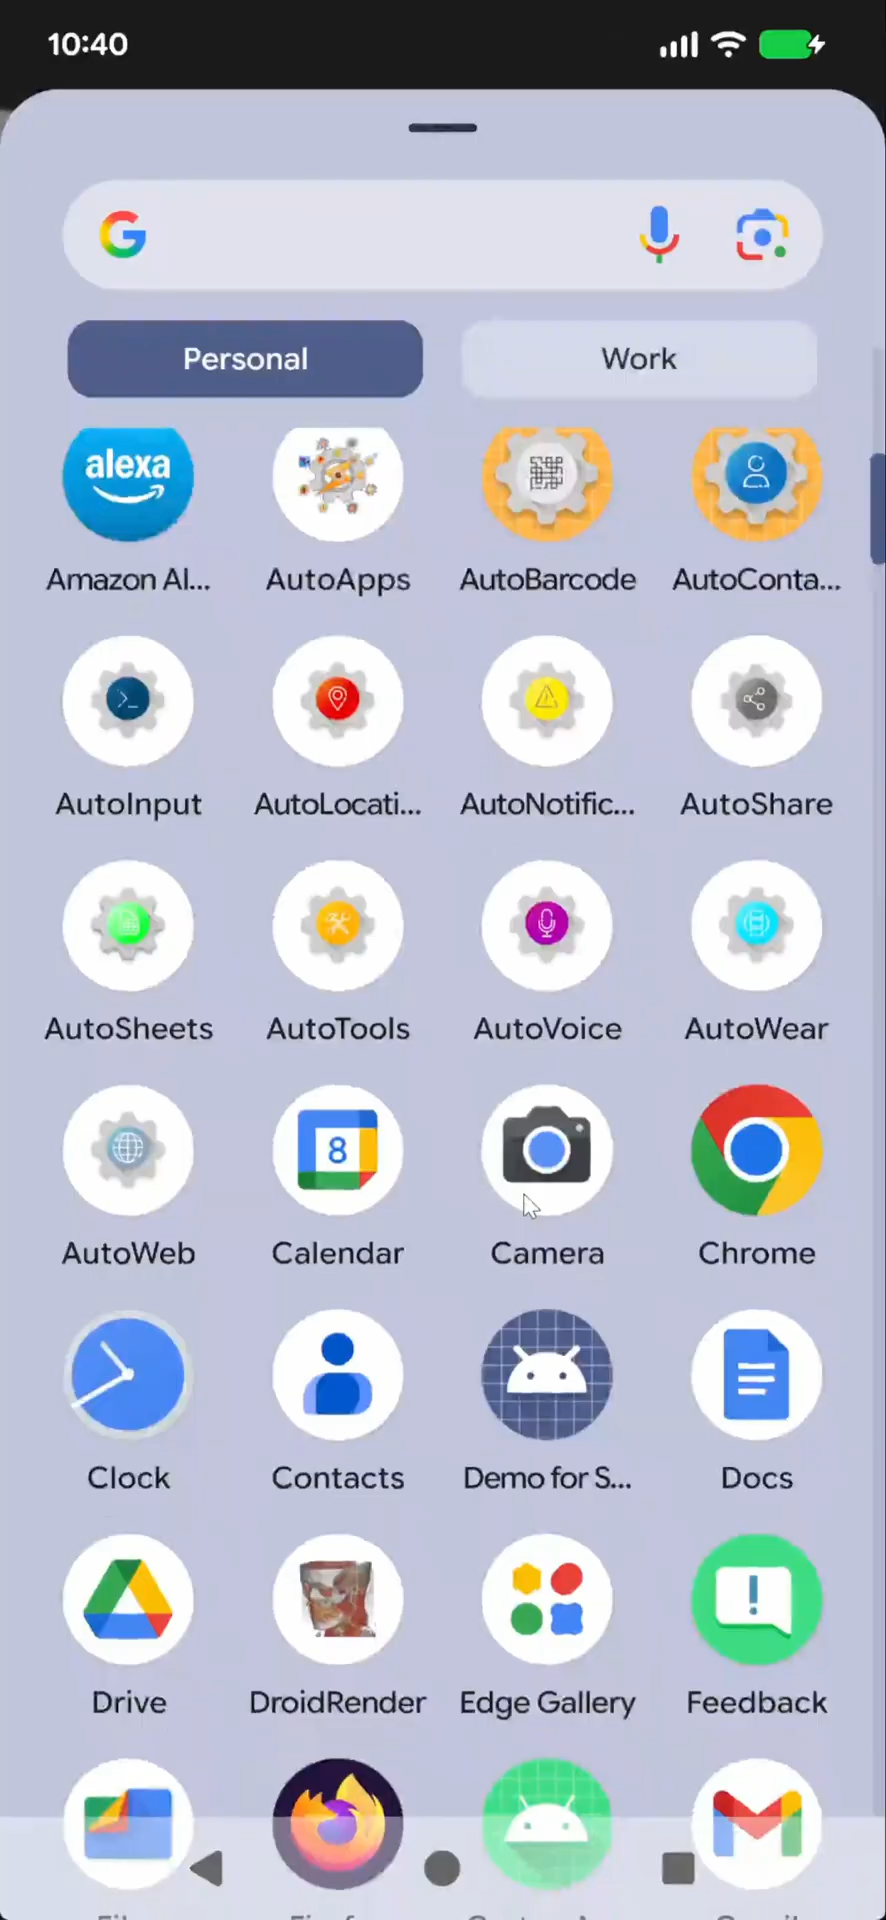 10:40
Personal Work
alexa
Amazon Al... AutoApps AutoBarcode AutoConta...
AutoInput AutoLocati... AutoNotific... AutoShare
AutoSheets AutoTools AutoVoice AutoWear
8
AutoWeb Calendar Camera Chrome
Clock Contacts Demo for S... Docs
Drive DroidRender Edge Gallery Feedback